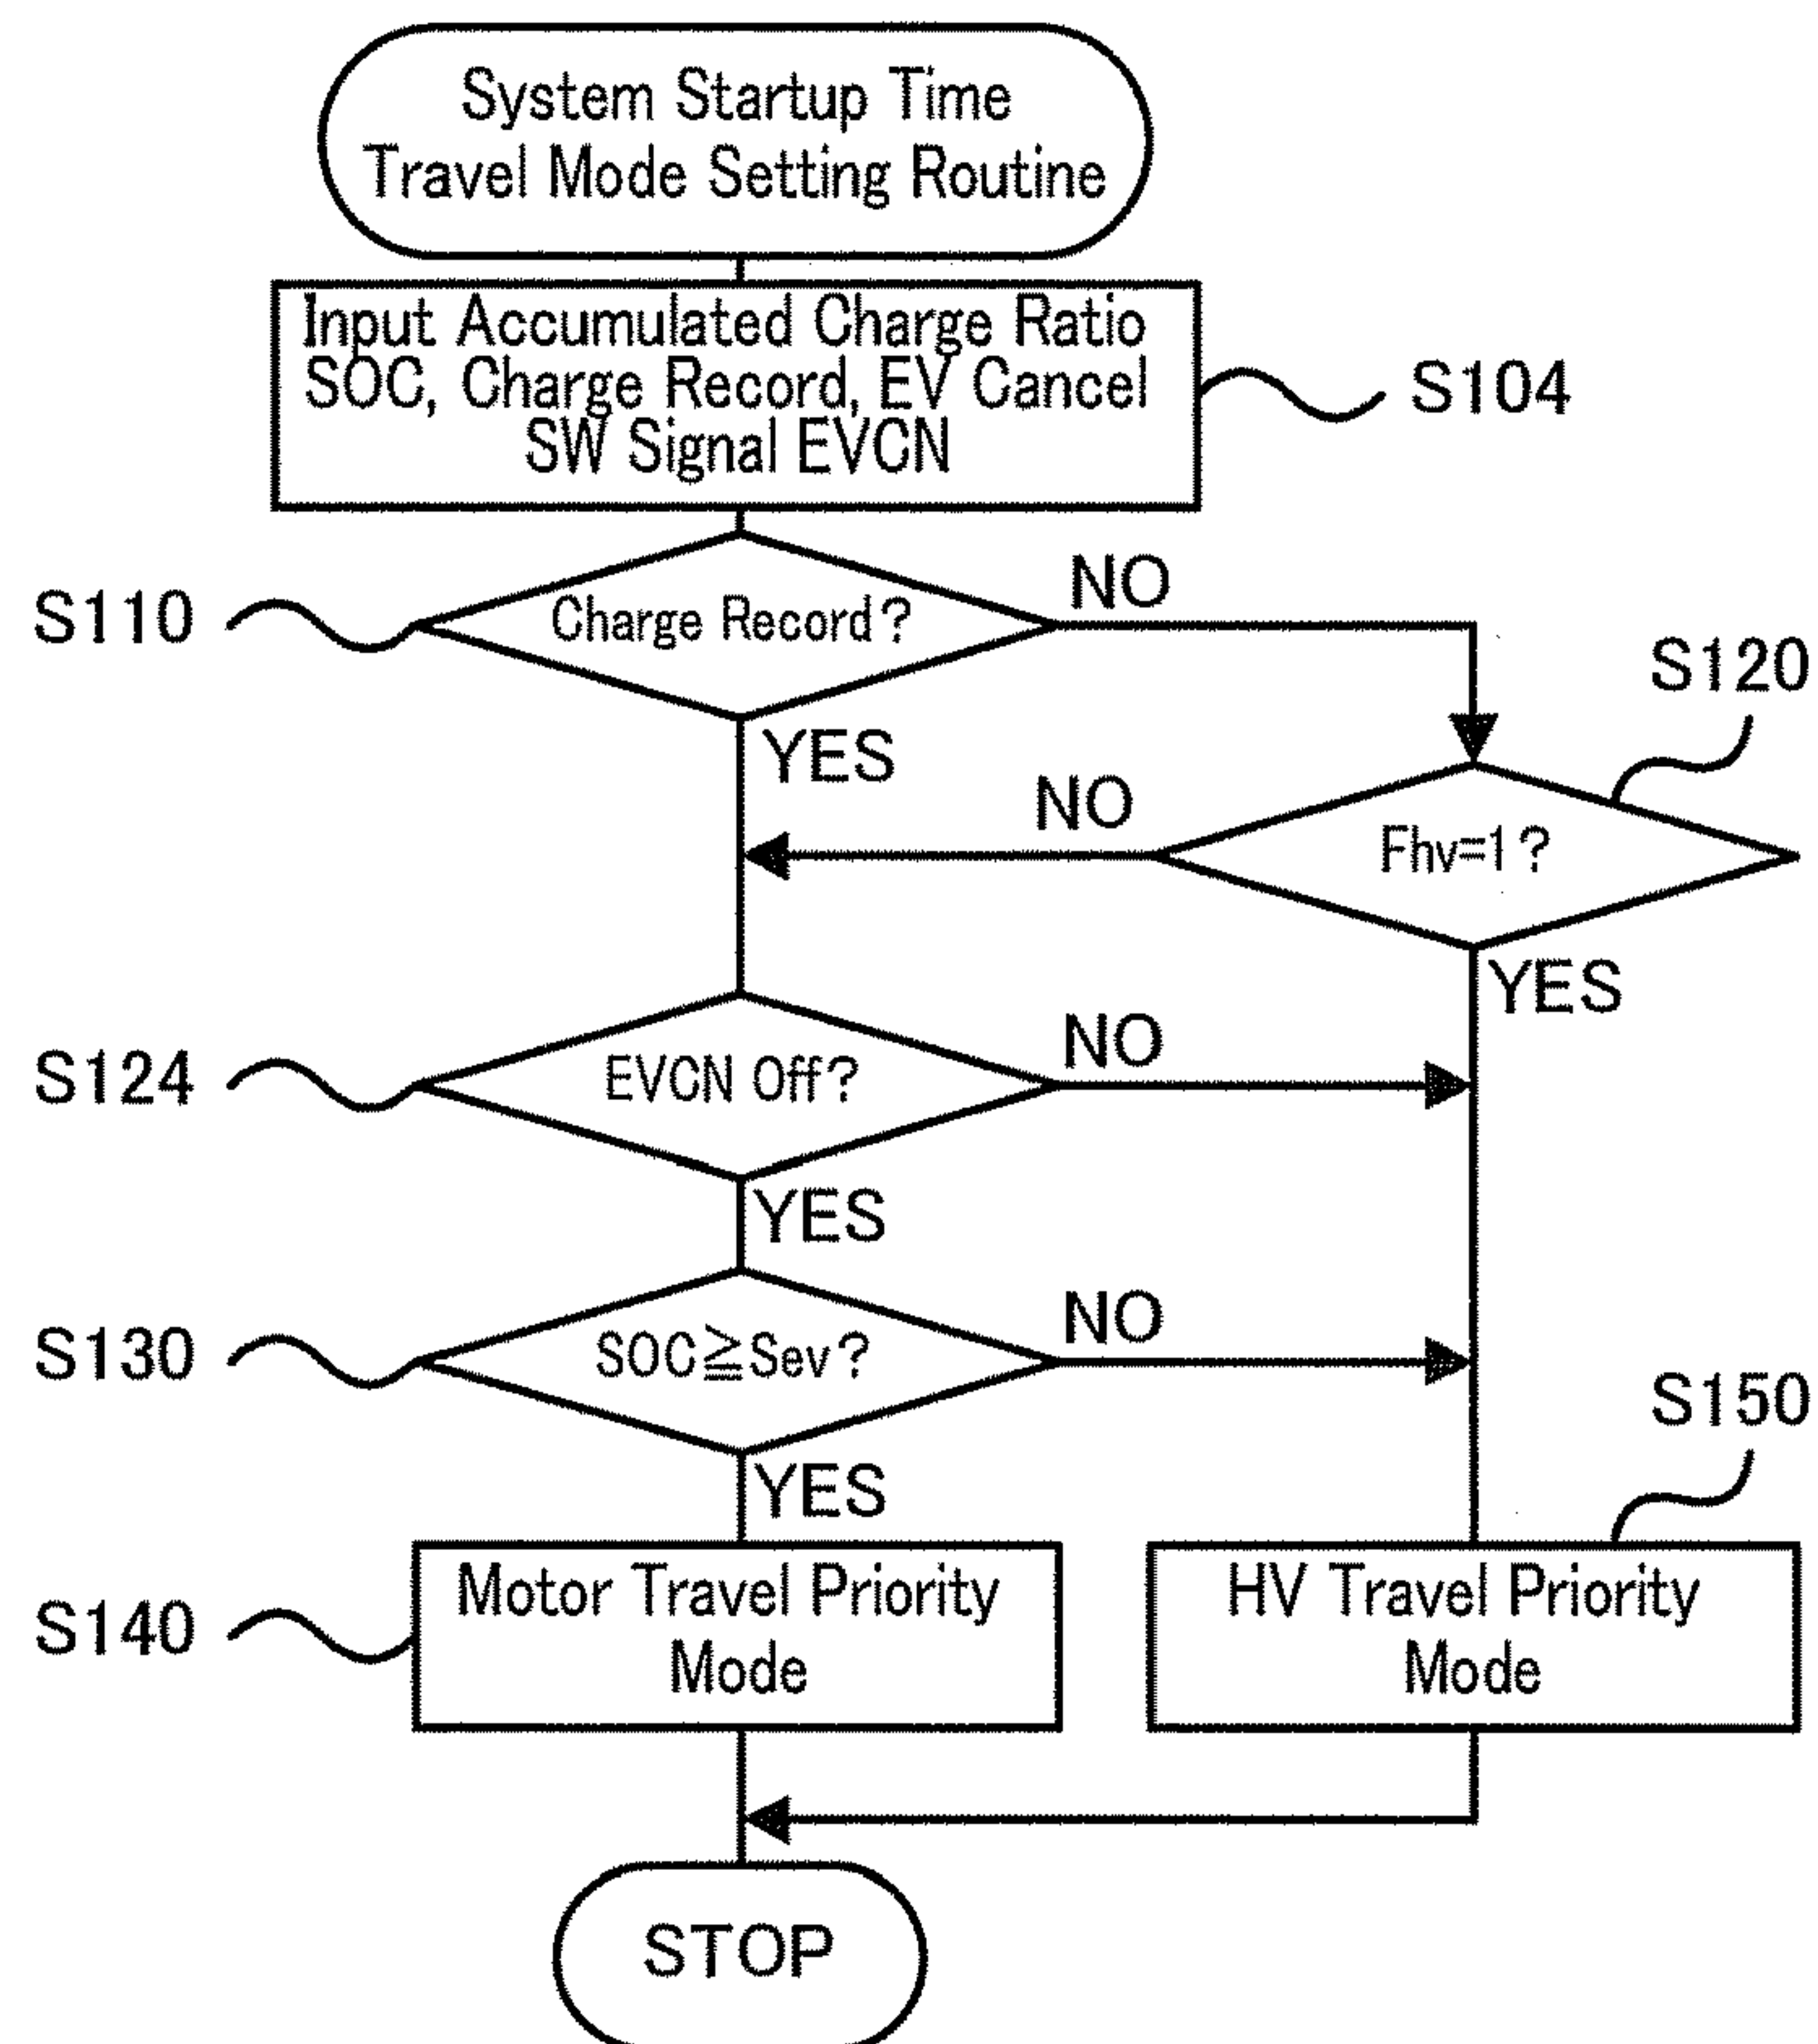 System Startup Time
Travel Mode Setting Routine
Input Accumulated Charge Ratio
SOC, Charge Record, EV Cancel
SW Signal EVCN
S104
S110
Charge Record?
NO
S120
YES
NO
Fhv=1?
YES
S124
EVCN Off?
NO
YES
S130
SOC≧Sev?
NO
S150
YES
S140
Motor Travel Priority
Mode
HV Travel Priority
Mode
STOP